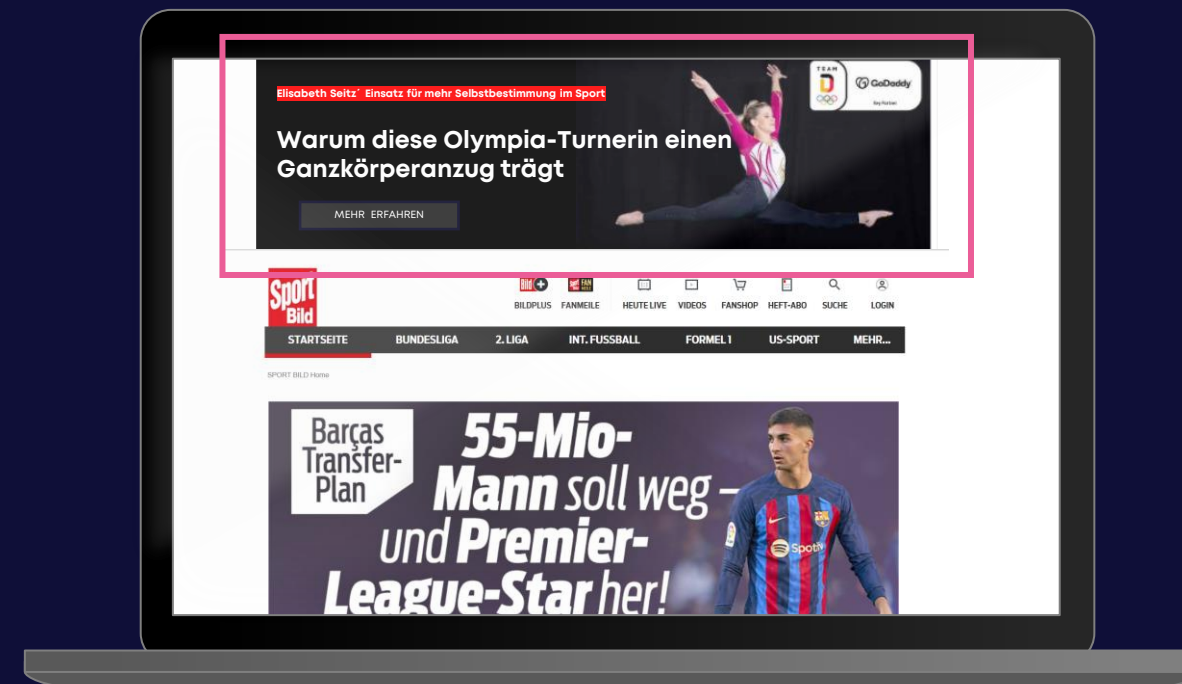 Elisabeth Seitz´ Einsatz für mehr Selbstbestimmung im Sport
Warum diese Olympia-Turnerin einen
Ganzkörperanzug trägt
MEHR ERFAHREN
TEAM
D
GoDaddy
Sport
Bild
Bild
FAN
BILDPLUS FANMEILE HEUTE LIVE VIDEOS FANSHOP HEFT-ABO SUCHE LOGIN
STARTSEITE BUNDESLIGA 2. LIGA INT. FUSSBALL FORMEL 1 US-SPORT MEHR...
SPORT BILD Home
Barças
Transfer-
Plan
55-Mio-
Mann soll weg –
und Premier-
League-Star her!
Spotify